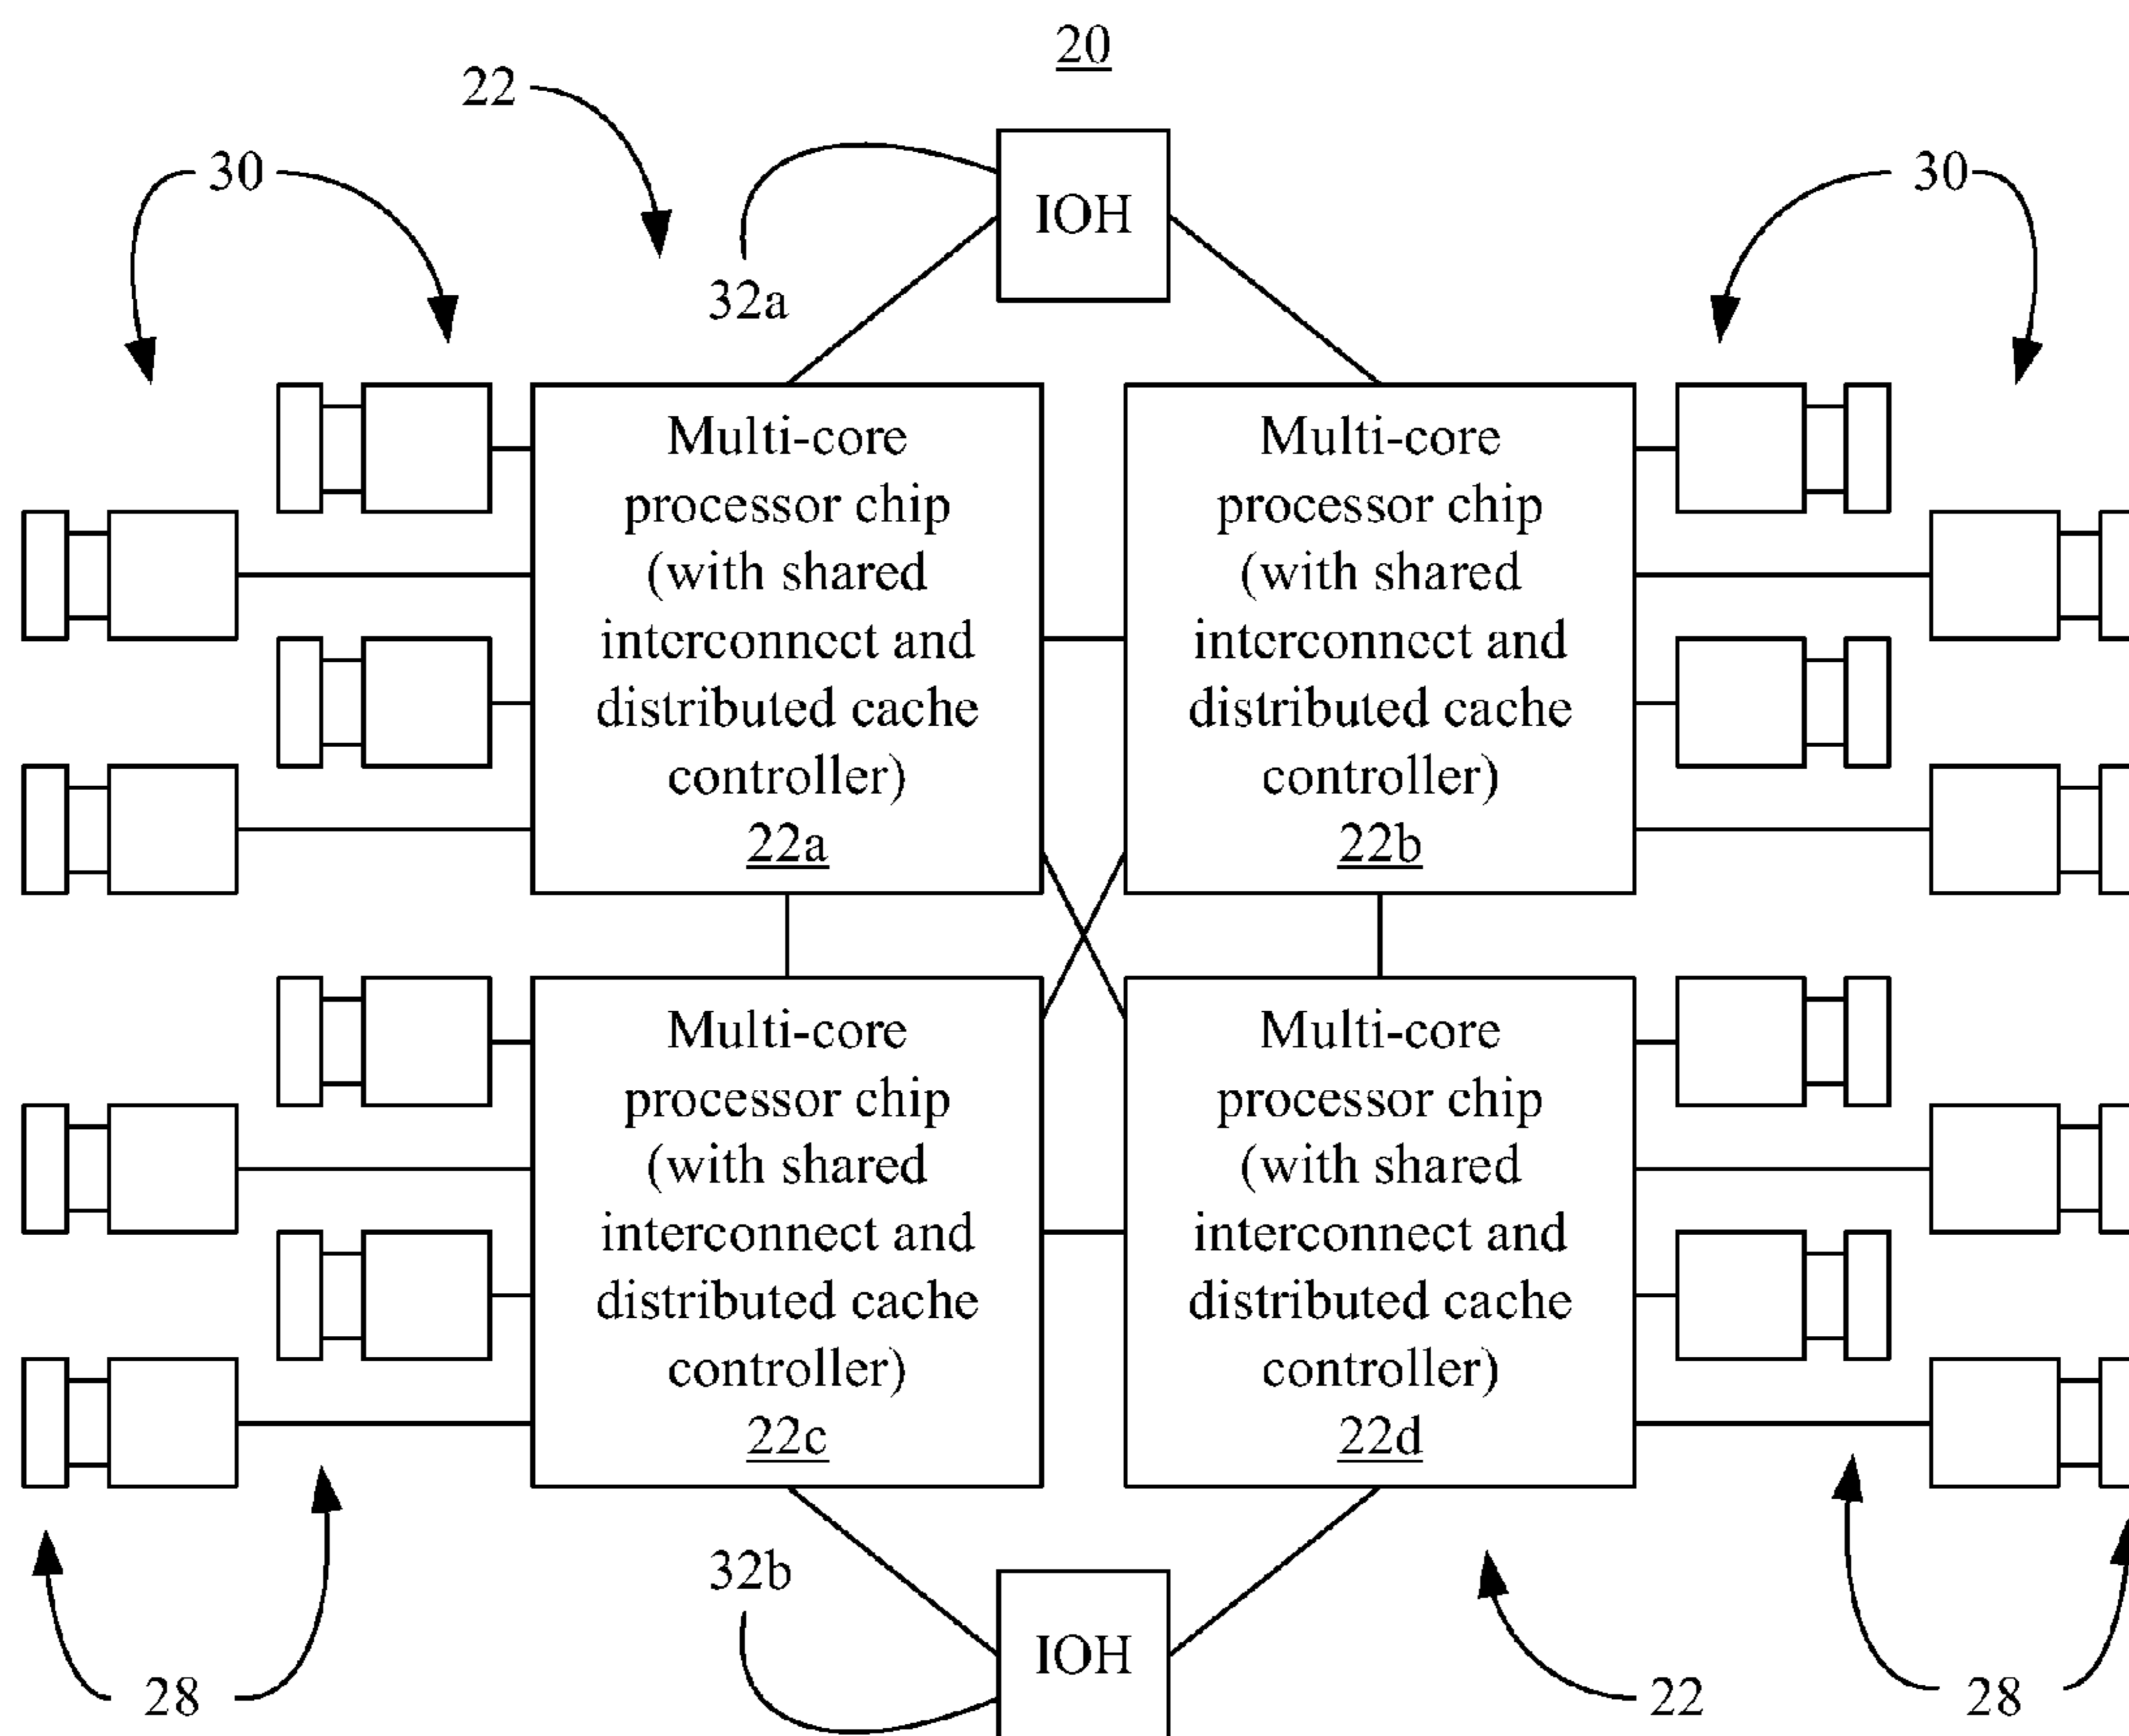 20
22
30
30
IOH
32a
Multi-core
processor chip
(with shared
interconnect and
distributed cache
controller)
22a
Multi-core
processor chip
(with shared
interconnect and
distributed cache
controller)
22b
Multi-core
processor chip
(with shared
interconnect and
distributed cache
controller)
22c
Multi-core
processor chip
(with shared
interconnect and
distributed cache
controller)
22d
32b
IOH
28
22
28